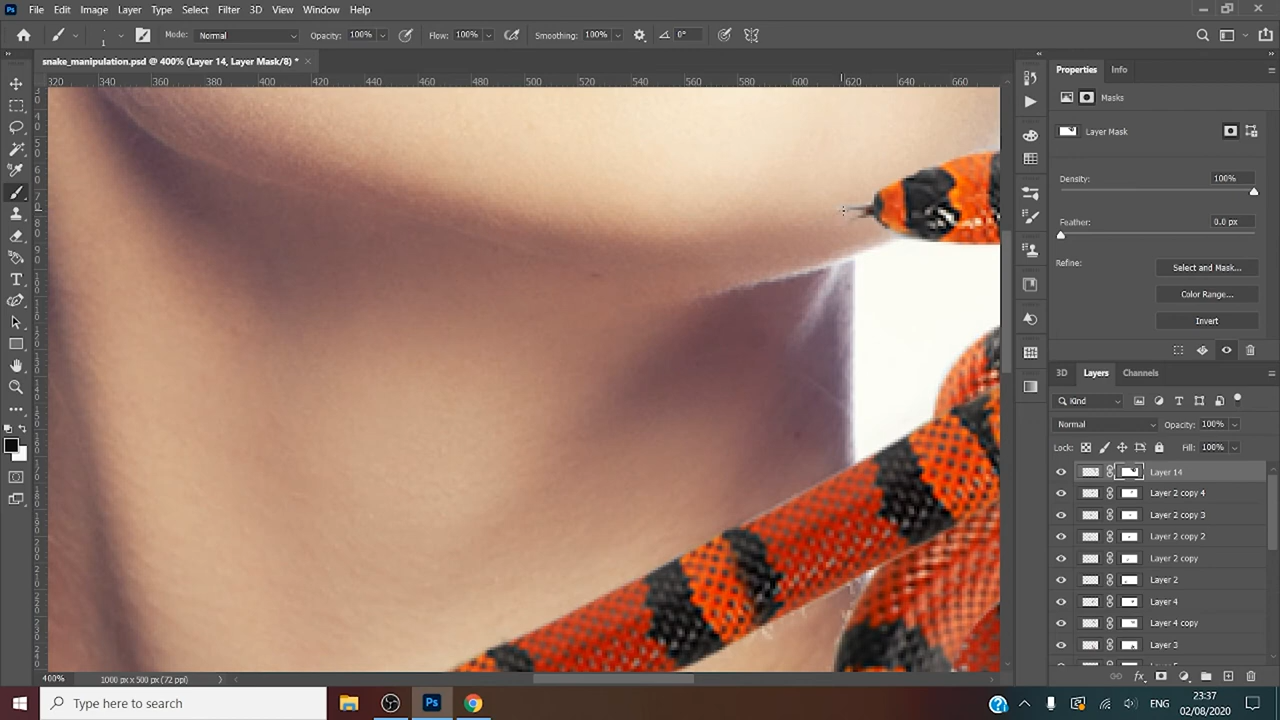 File Edit Image Layer Type Select Filter 3D View Window Help
1 Mode: Normal Opacity: 100% Flow: 100% Smoothing: 100% 0°
snake_manipulation.psd @ 400% (Layer 14, Layer Mask/8) * ×
320 340 360 380 400 420 440 460 480 500 520 540 560 580 600 620 640 660
Properties Info
Masks
Layer Mask
Density: 100%
Feather: 0.0 px
Refine: Select and Mask...
Color Range...
Invert
3D Layers Channels
Kind
Normal Opacity: 100%
Lock: Fill: 100%
Layer 14
Layer 2 copy 4
Layer 2 copy 3
Layer 2 copy 2
Layer 2 copy
Layer 2
Layer 4
Layer 4 copy
Layer 3
400% 1000 px x 500 px (72 ppi)
Type here to search
Ps
ENG
23:37
02/08/2020